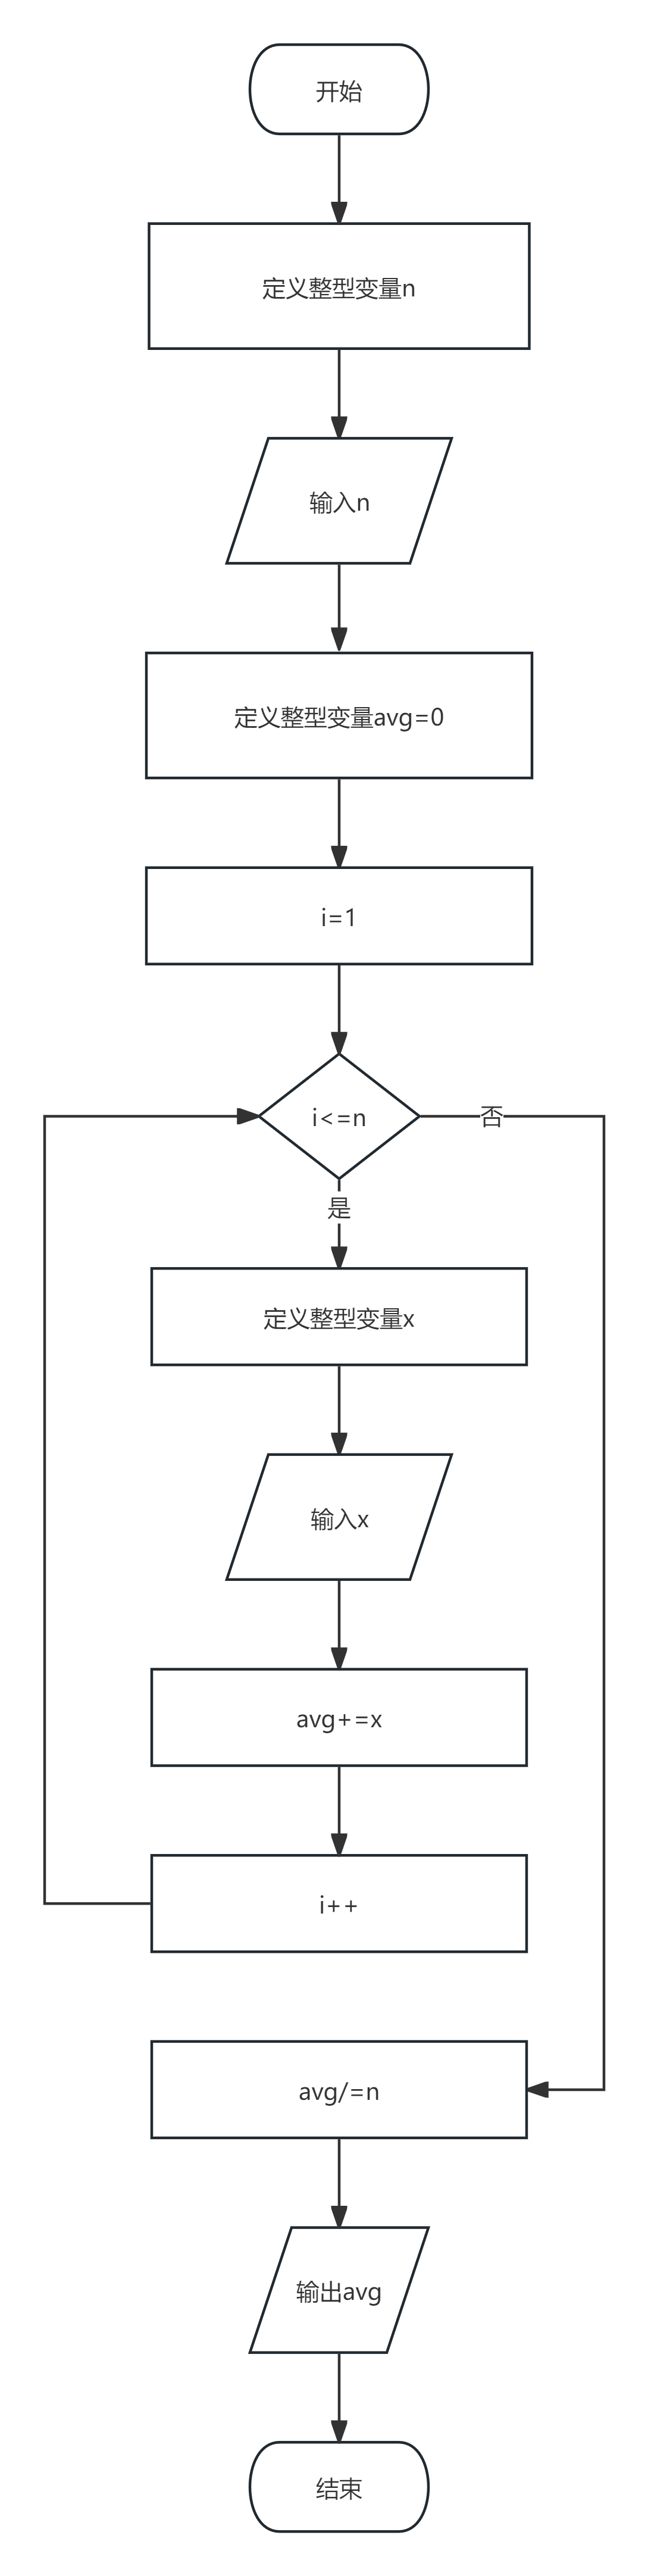 开始
定义整型变量n
输入n
定义整型变量avg=0
i=1
i<=n
否
是
定义整型变量x
输入x
avg+=x
i++
avg/=n
输出avg
结束